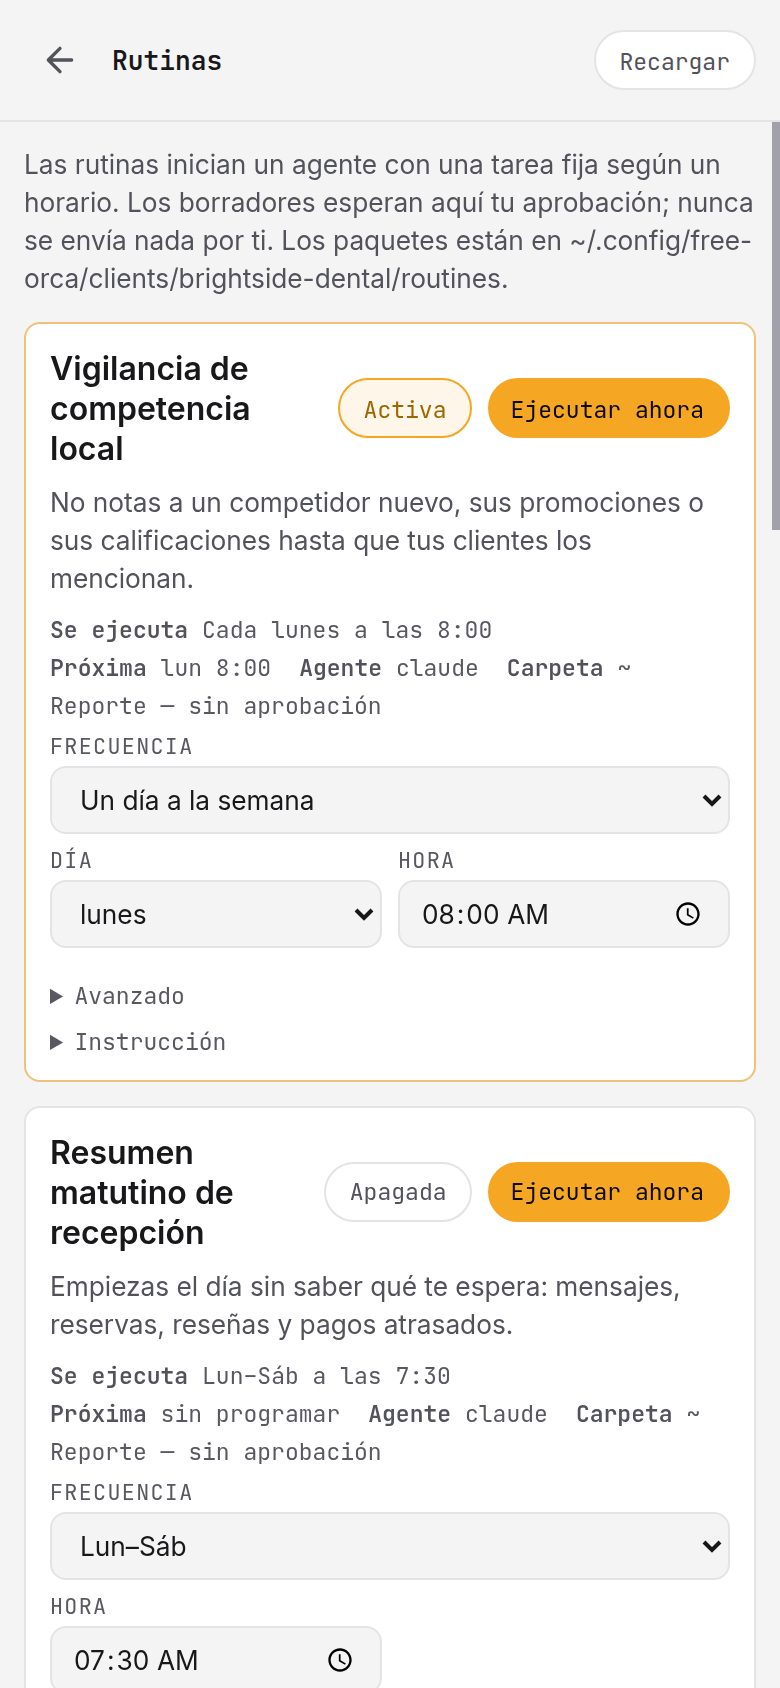 Rutinas
Recargar
Las rutinas inician un agente con una tarea fija según un
horario. Los borradores esperan aquí tu aprobación; nunca
se envía nada por ti. Los paquetes están en ~/.config/free-
orca/clients/brightside-dental/routines.
Vigilancia de
competencia
local
Activa
Ejecutar ahora
No notas a un competidor nuevo, sus promociones o
sus calificaciones hasta que tus clientes los
mencionan.
Se ejecuta Cada lunes a las 8:00
Próxima lun 8:00 Agente claude Carpeta ~
Reporte — sin aprobación
FRECUENCIA
Un día a la semana
DÍA
HORA
lunes
08:00 AM
Avanzado
Instrucción
Resumen
matutino de
recepción
Apagada
Ejecutar ahora
Empiezas el día sin saber qué te espera: mensajes,
reservas, reseñas y pagos atrasados.
Se ejecuta Lun–Sáb a las 7:30
Próxima sin programar Agente claude Carpeta ~
Reporte — sin aprobación
FRECUENCIA
Lun–Sáb
HORA
07:30 AM